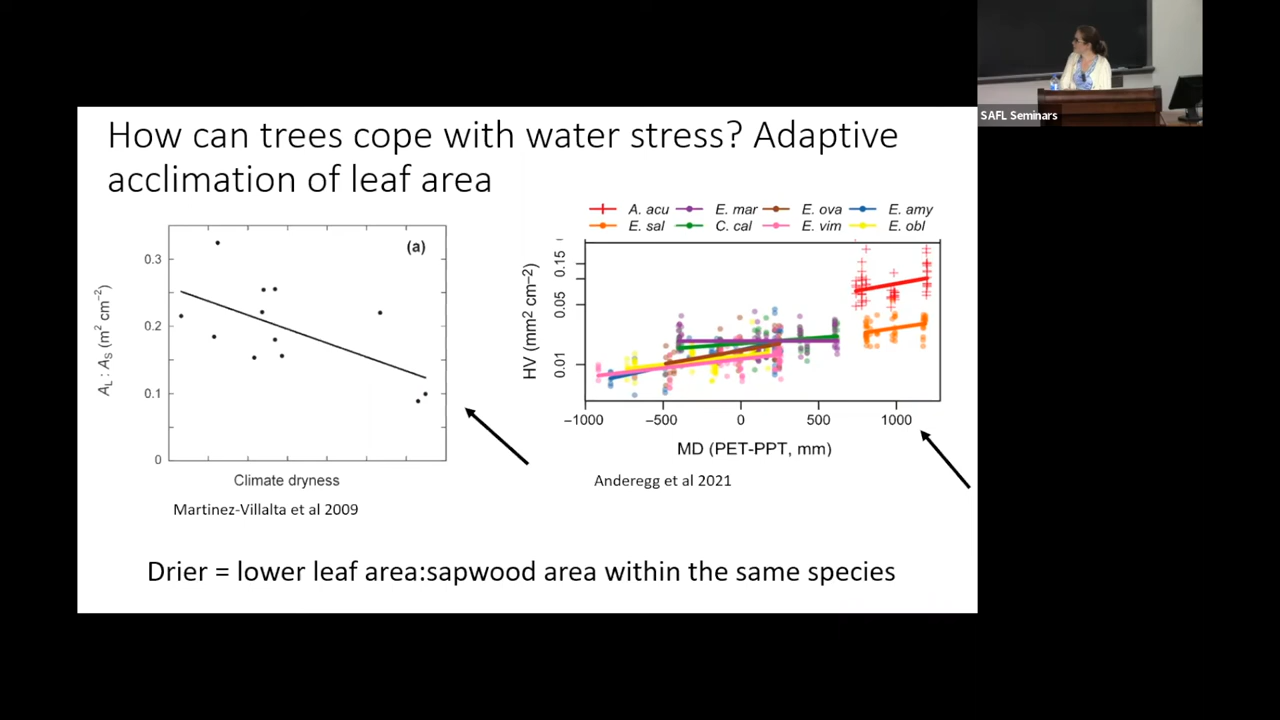 SAFL Seminars
How can trees cope with water stress? Adaptive
acclimation of leaf area
(a)
0.3
0.2
0.1
0
A_L : A_S (m² cm⁻²)
Climate dryness
Martinez-Villalta et al 2009
A. acu E. mar E. ova E. amy
E. sal C. cal E. vim E. obl
0.15
0.05
0.01
HV (mm² cm−2)
−1000 −500 0 500 1000
MD (PET-PPT, mm)
Anderegg et al 2021
Drier = lower leaf area:sapwood area within the same species